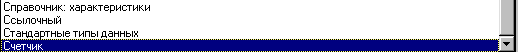 Справочник: характеристики
Ссылочный
Стандартные типы данных
Счетчик